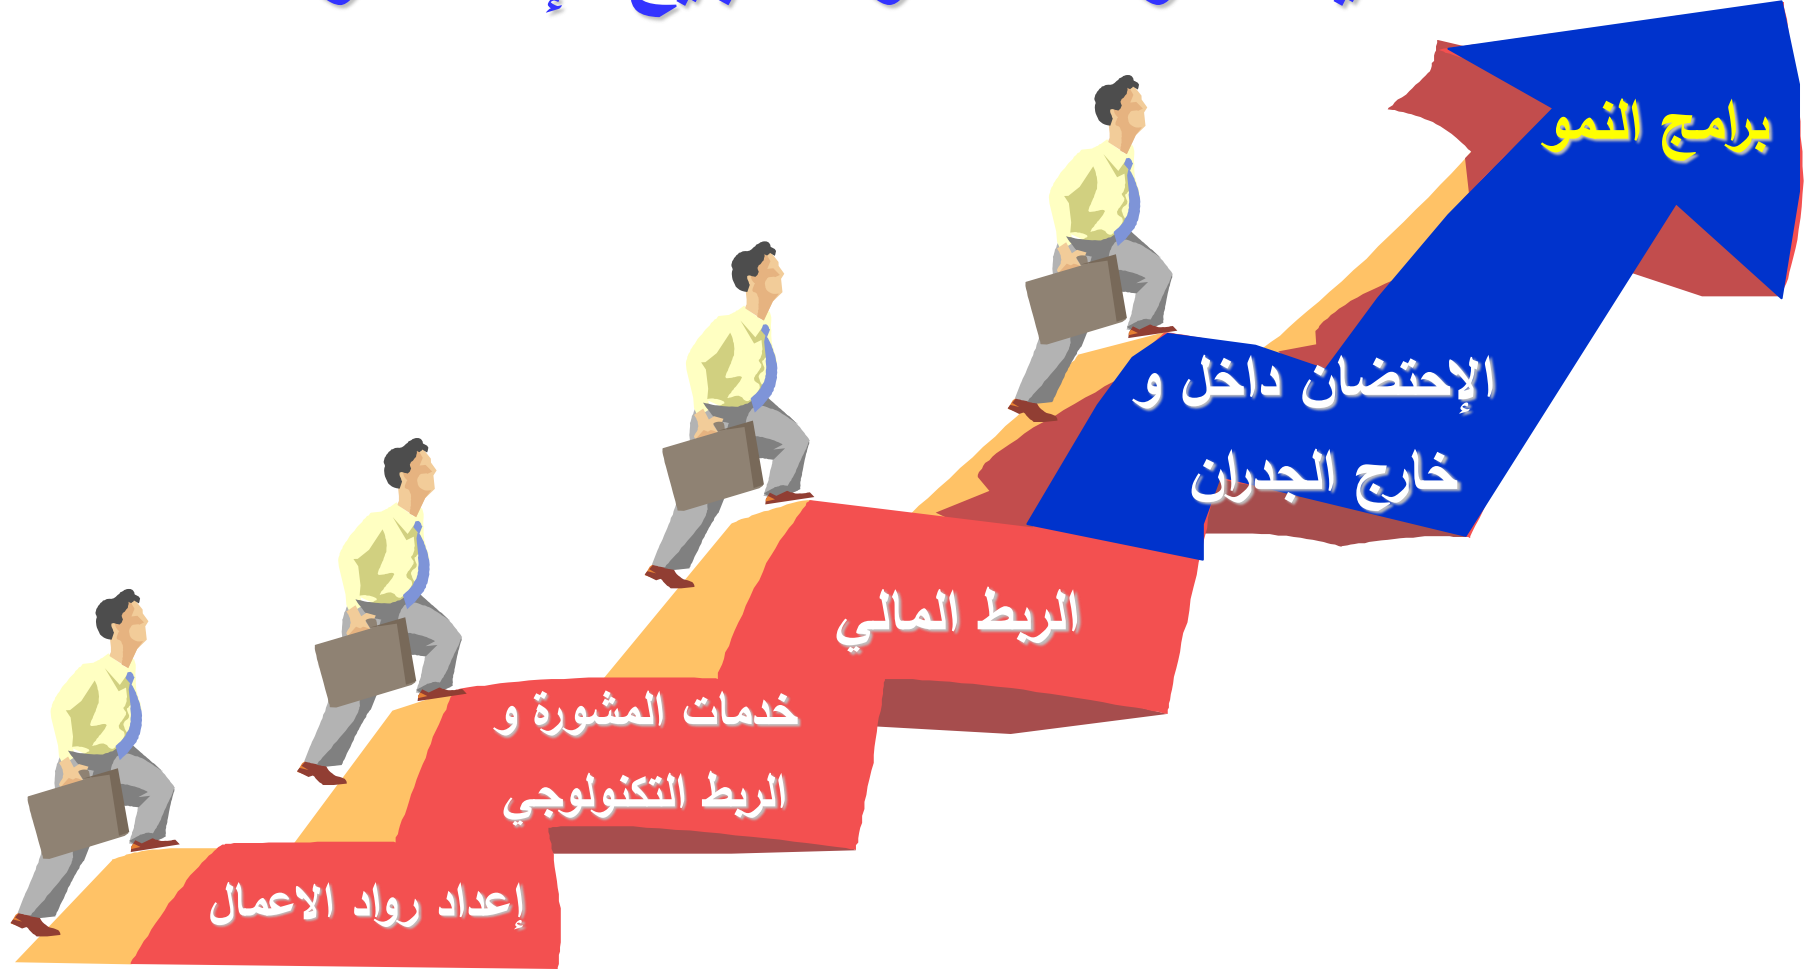 برامج النمو
الإحتضان داخل و
خارج الجدران
الربط المالي
خدمات المشورة و
الربط التكنولوجي
إعداد رواد الاعمال